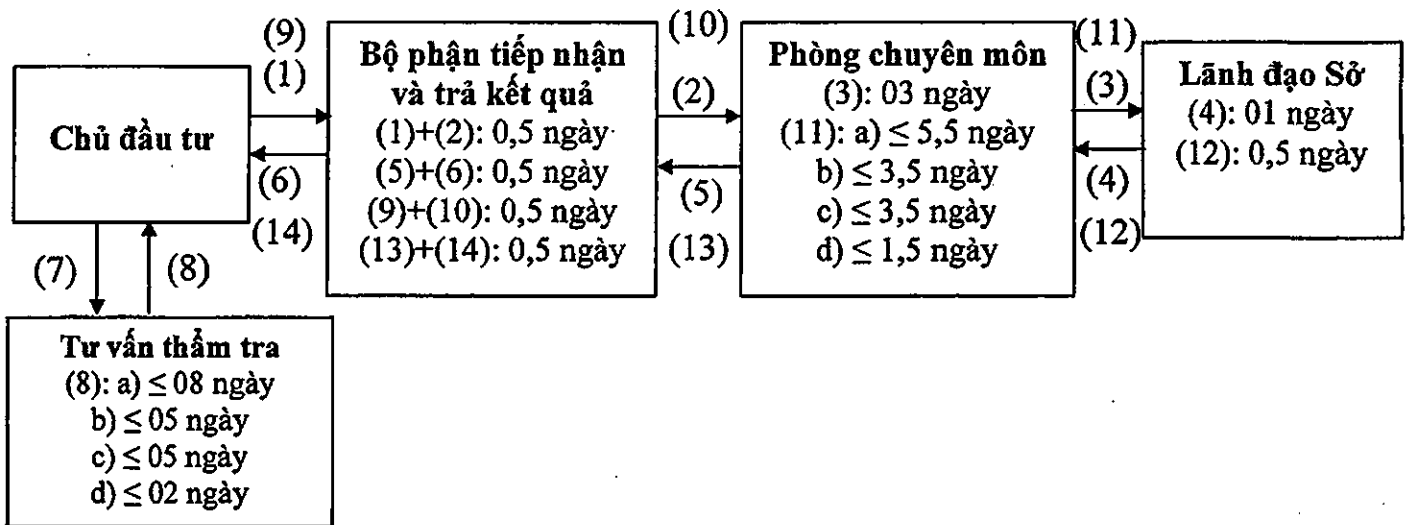 Chủ đầu tư
(9)
(1)
(6)
(14)
(7)
(8)
Bộ phận tiếp nhận
và trả kết quả
(1)+(2): 0,5 ngày
(5)+(6): 0,5 ngày
(9)+(10): 0,5 ngày
(13)+(14): 0,5 ngày
(10)
(2)
(5)
(13)
Phòng chuyên môn
(3): 03 ngày
(11): a) ≤ 5,5 ngày
b) ≤ 3,5 ngày
c) ≤ 3,5 ngày
d) ≤ 1,5 ngày
(11)
(3)
(4)
(12)
Lãnh đạo Sở
(4): 01 ngày
(12): 0,5 ngày
Tư vấn thẩm tra
(8): a) ≤ 08 ngày
b) ≤ 05 ngày
c) ≤ 05 ngày
d) ≤ 02 ngày